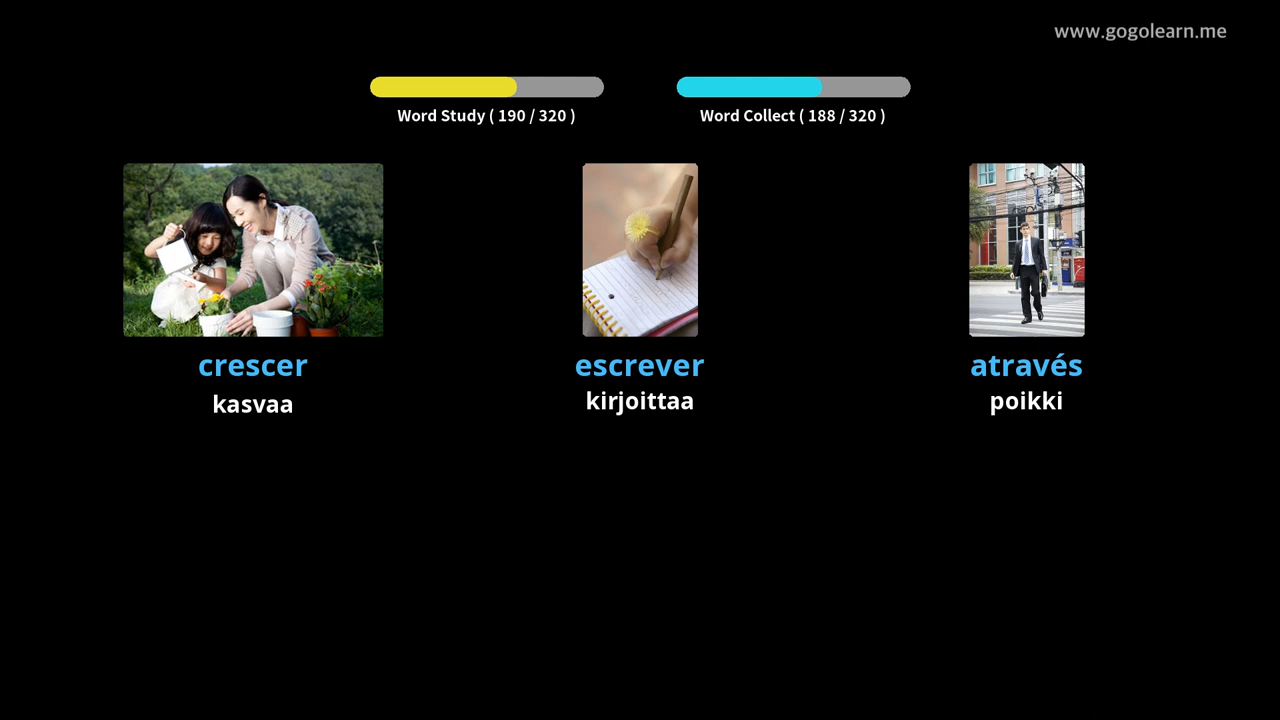 www.gogolearn.me
Word Study ( 190 / 320 )
Word Collect ( 188 / 320 )
crescer
kasvaa
escrever
kirjoittaa
através
poikki